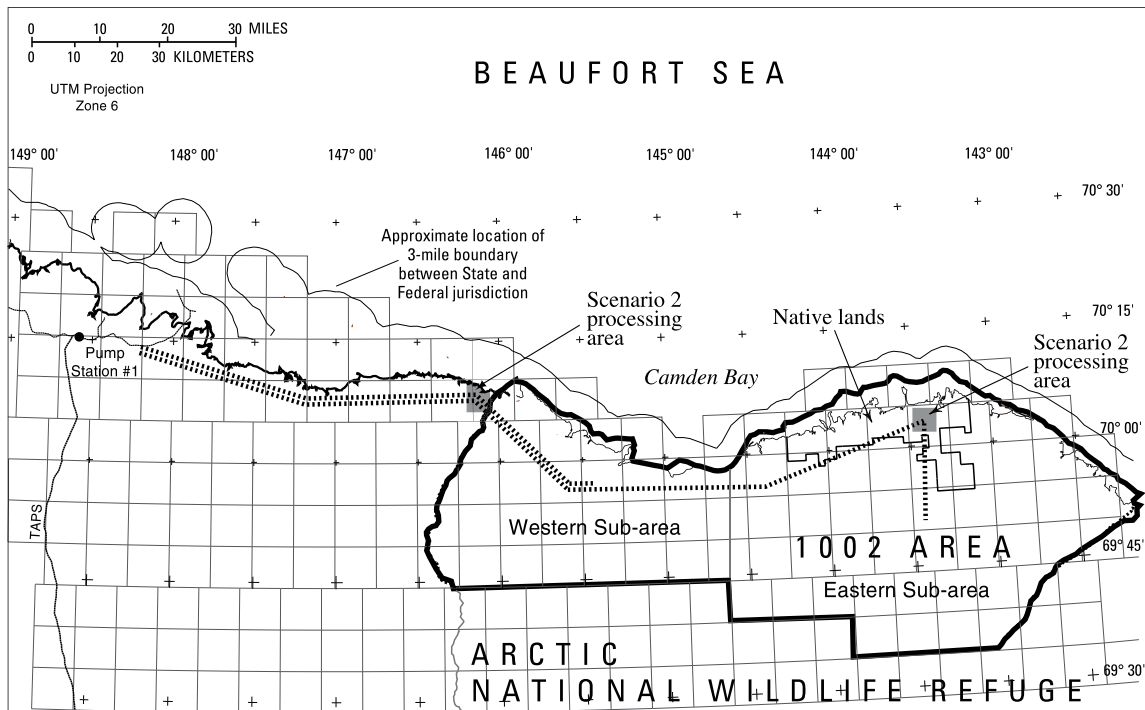 0 10 20 30 MILES
0 10 20 30 KILOMETERS
UTM Projection
Zone 6
BEAUFORT SEA
149° 00'
148° 00'
147° 00'
146° 00'
145° 00'
144° 00'
143° 00'
70° 30'
Approximate location of
3-mile boundary
between State and
Federal jurisdiction
Scenario 2
processing
area
Native lands
70° 15'
Scenario 2
processing
area
Pump
Station #1
Camden Bay
70° 00'
TAPS
Western Sub-area
1002 AREA
69° 45'
Eastern Sub-area
ARCTIC
NATIONAL WILDLIFE REFUGE
69° 30'